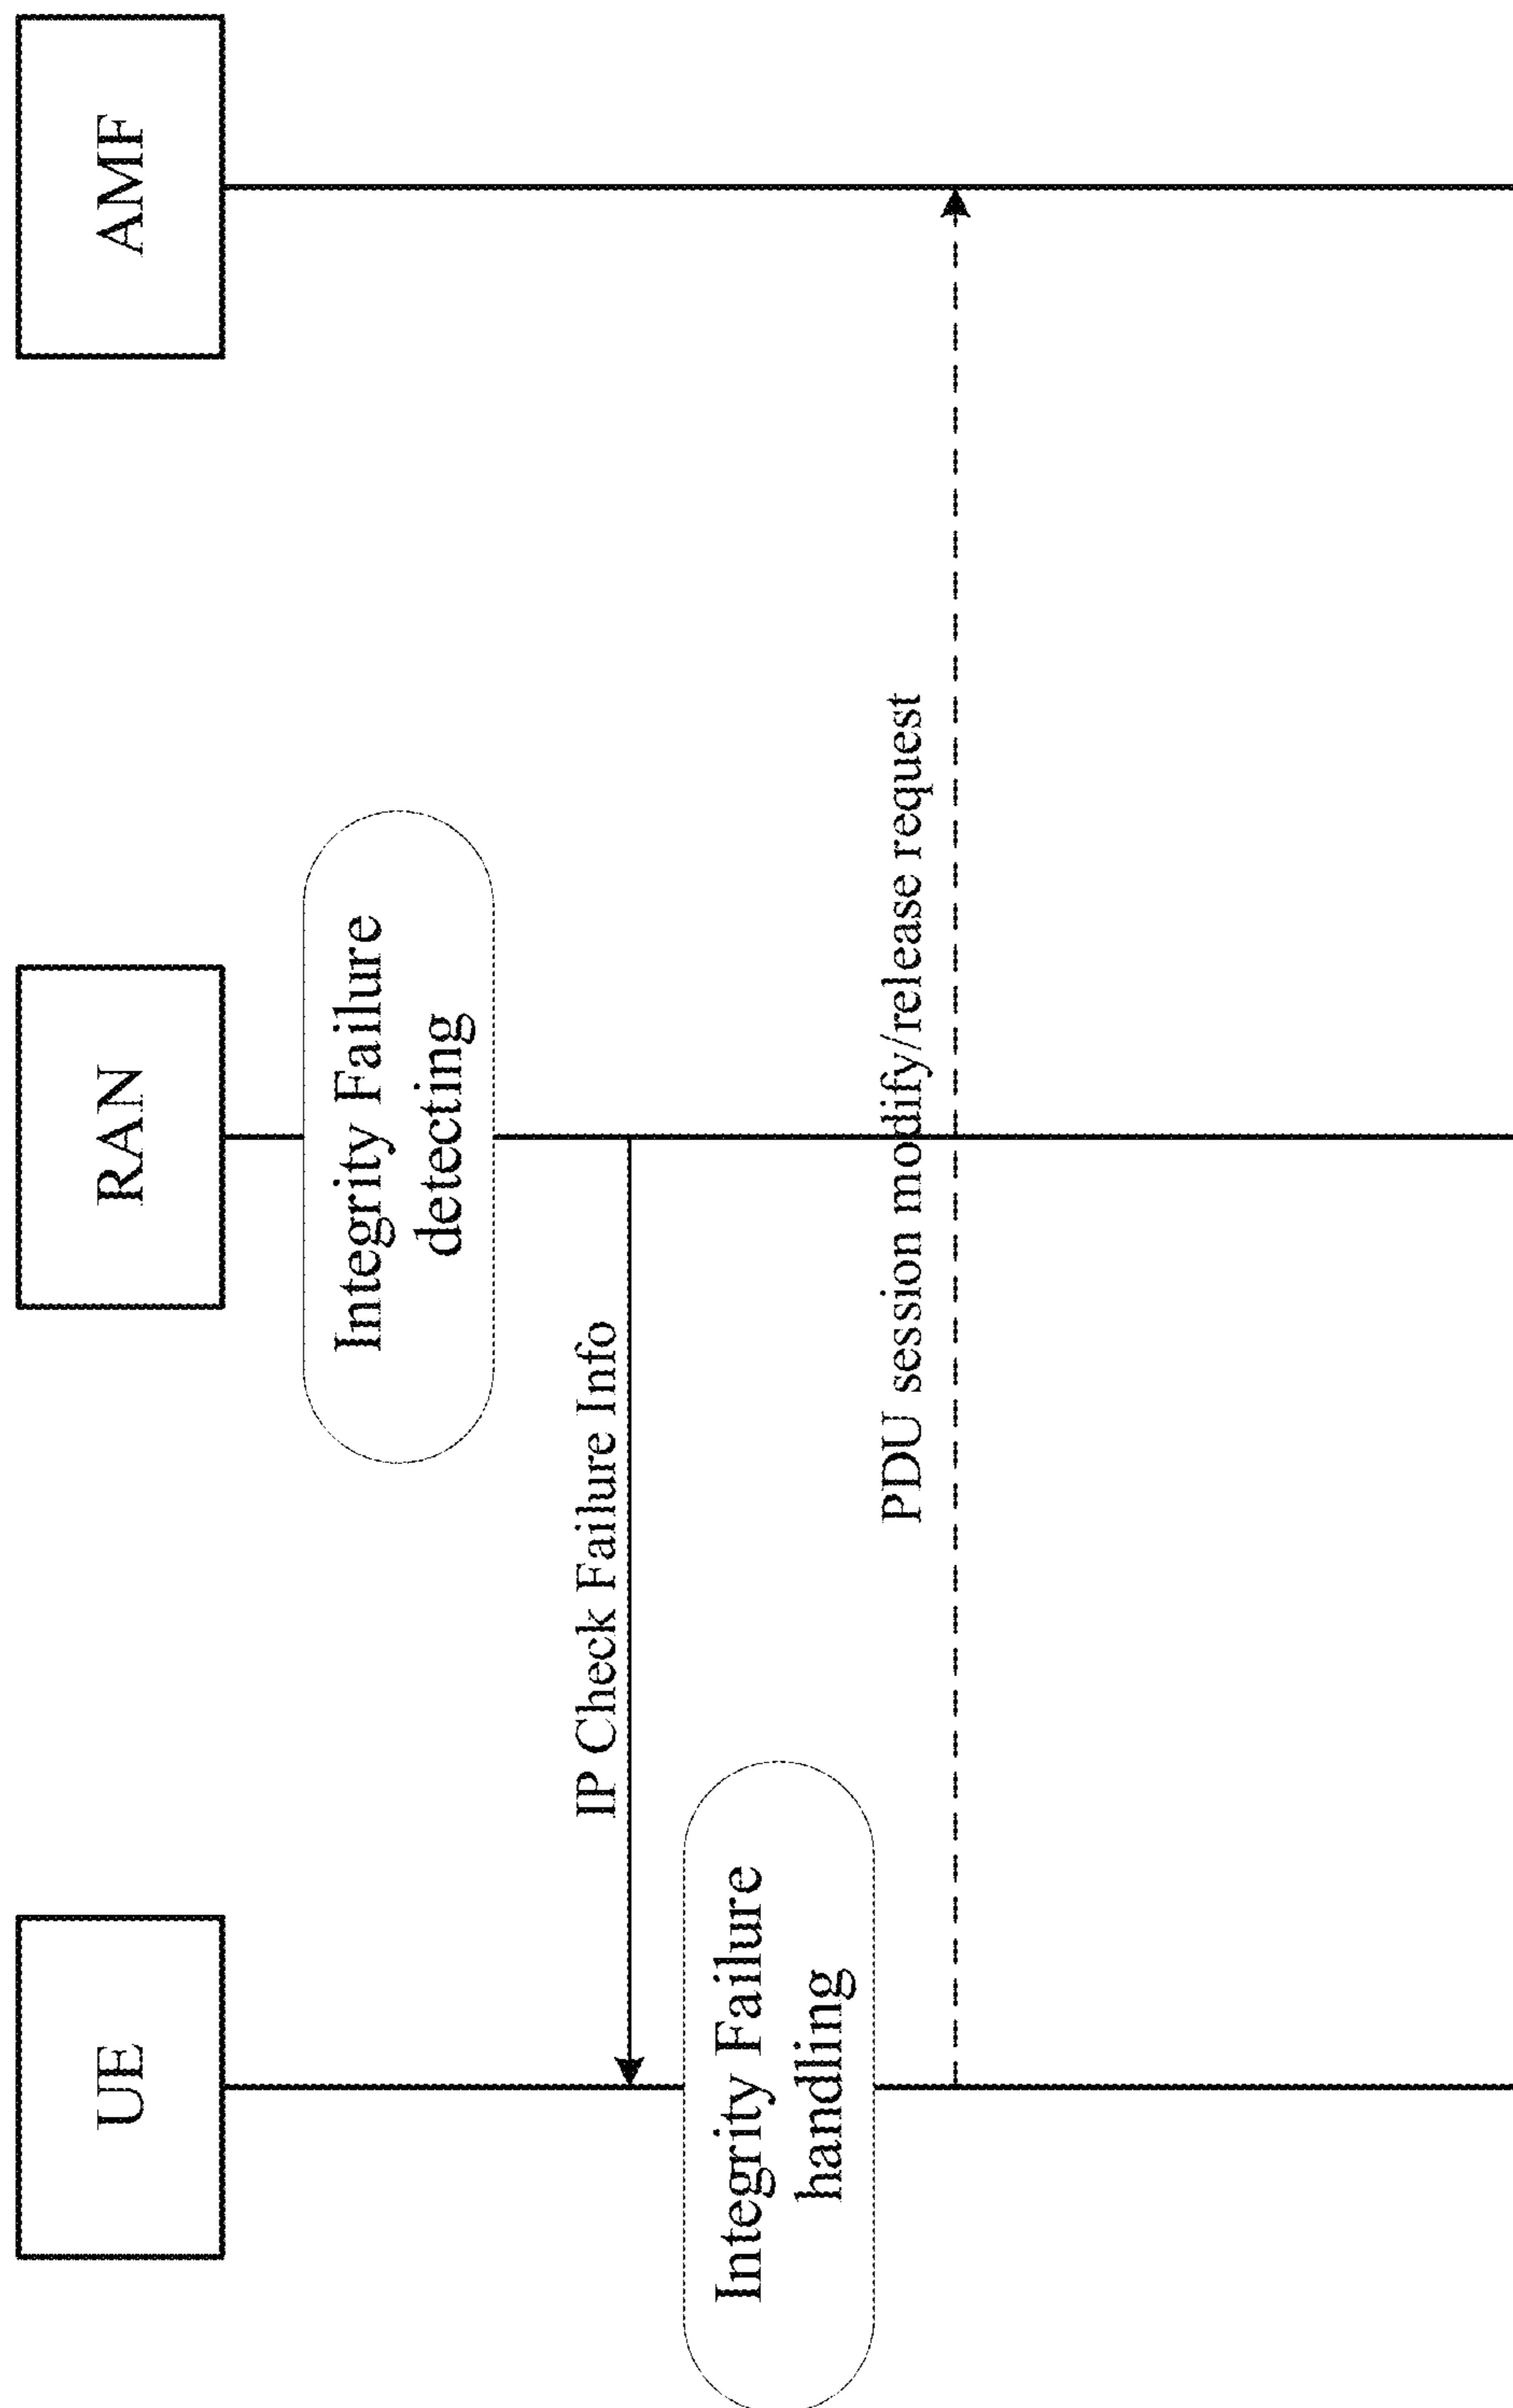 UE
RAN
AMF
Integrity Failure
detecting
IP Check Failure Info
Integrity Failure
handling
PDU session modify/release request